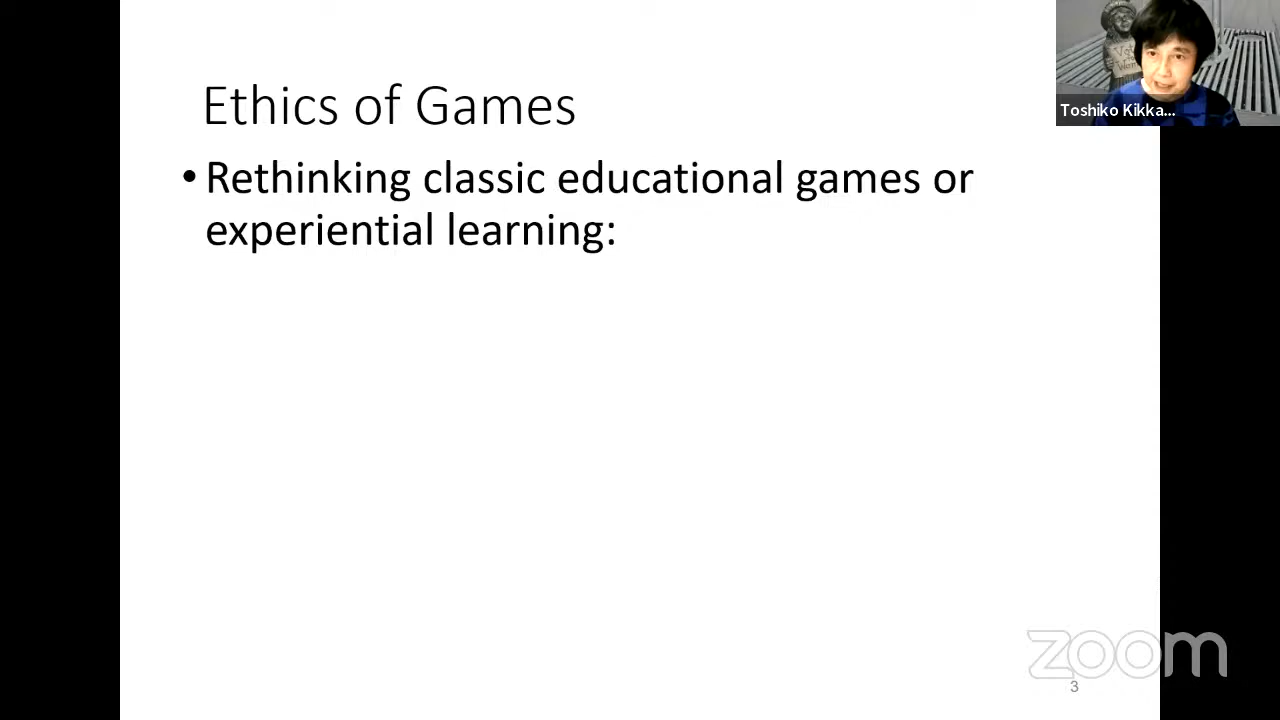 Ethics of Games
• Rethinking classic educational games or
experiential learning:
Toshiko Kikka...
zoom
3